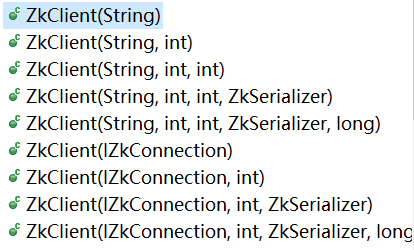 ZkClient(String)
ZkClient(String, int)
ZkClient(String, int, int)
ZkClient(String, int, int, ZkSerializer)
ZkClient(String, int, int, ZkSerializer, long)
ZkClient(IZkConnection)
ZkClient(IZkConnection, int)
ZkClient(IZkConnection, int, ZkSerializer)
ZkClient(IZkConnection, int, ZkSerializer, long